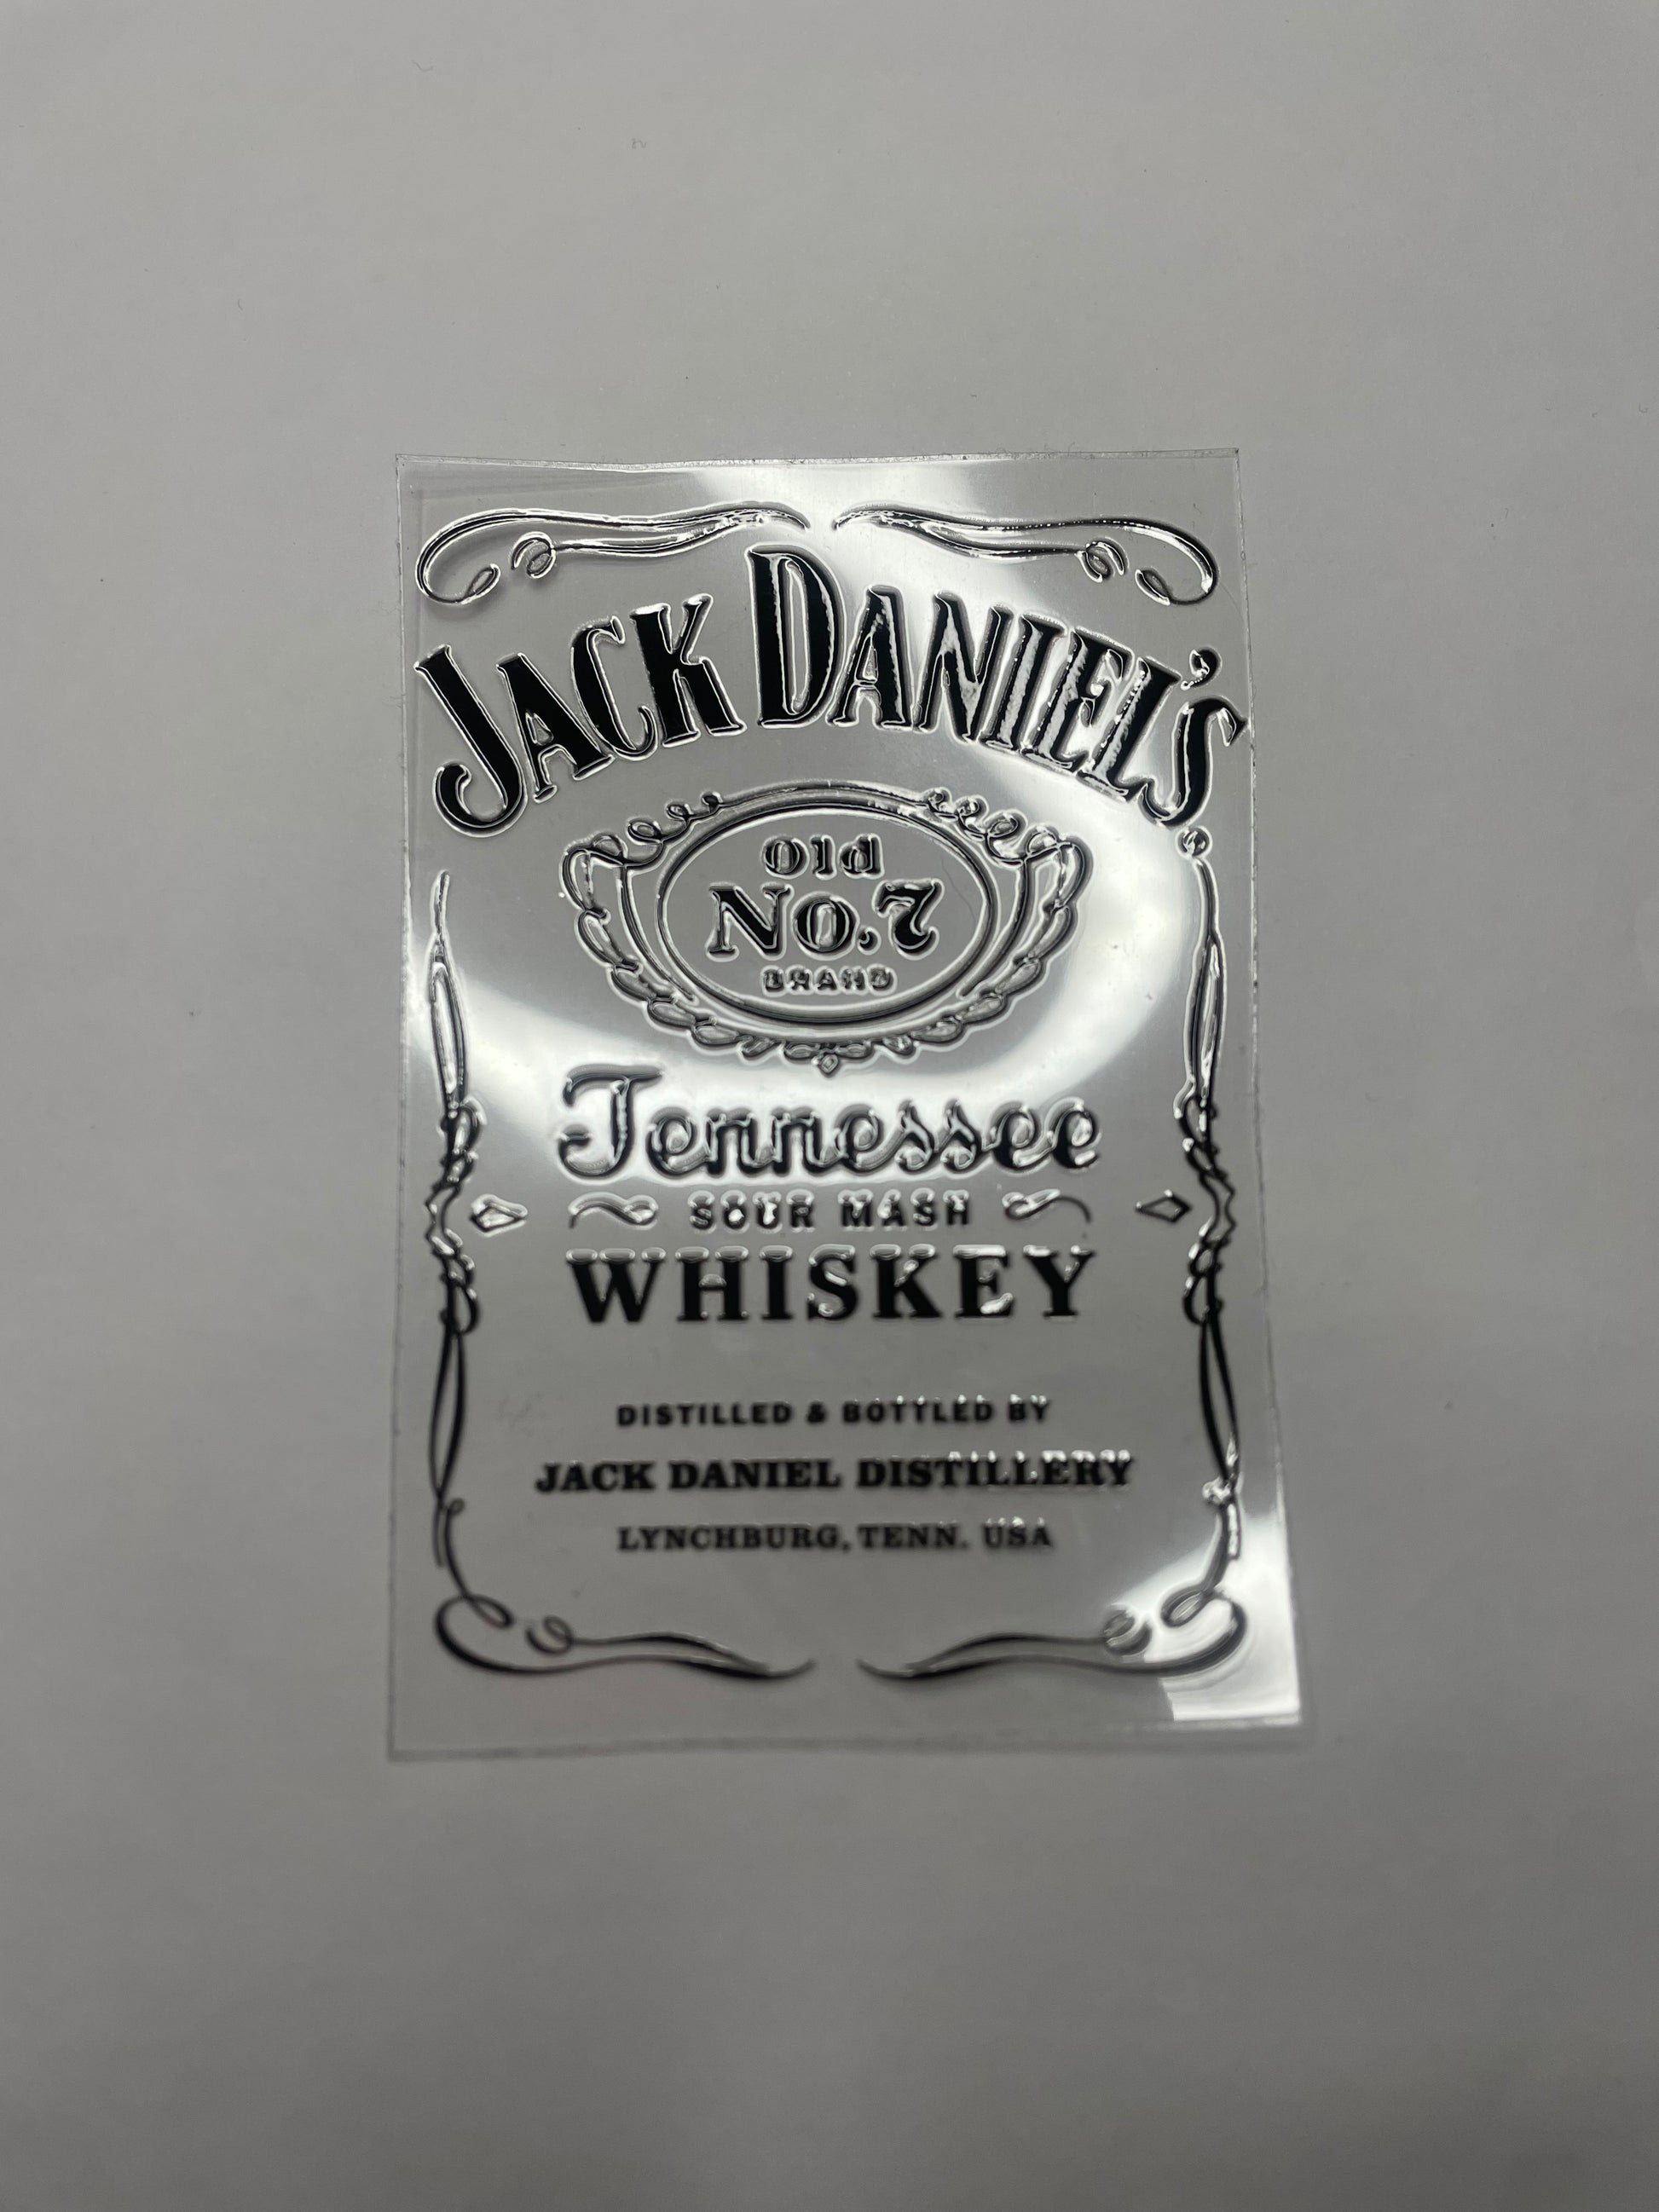 JACK DANIEL'S
Old
No.7
BRAND
Tennessee
SOUR MASH
WHISKEY
DISTILLED & BOTTLED BY
JACK DANIEL DISTILLERY
LYNCHBURG, TENN. USA